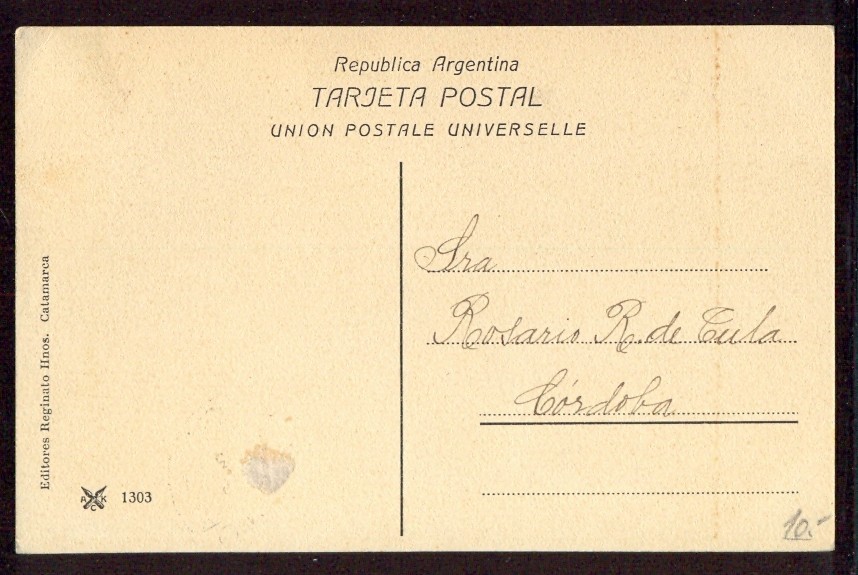 Republica Argentina
TARJETA POSTAL
UNION POSTALE UNIVERSELLE
Sra
Rosario R. de Tula
Córdoba
Editores Reginato Hnos. Catamarca
A K
C
1303
10.-